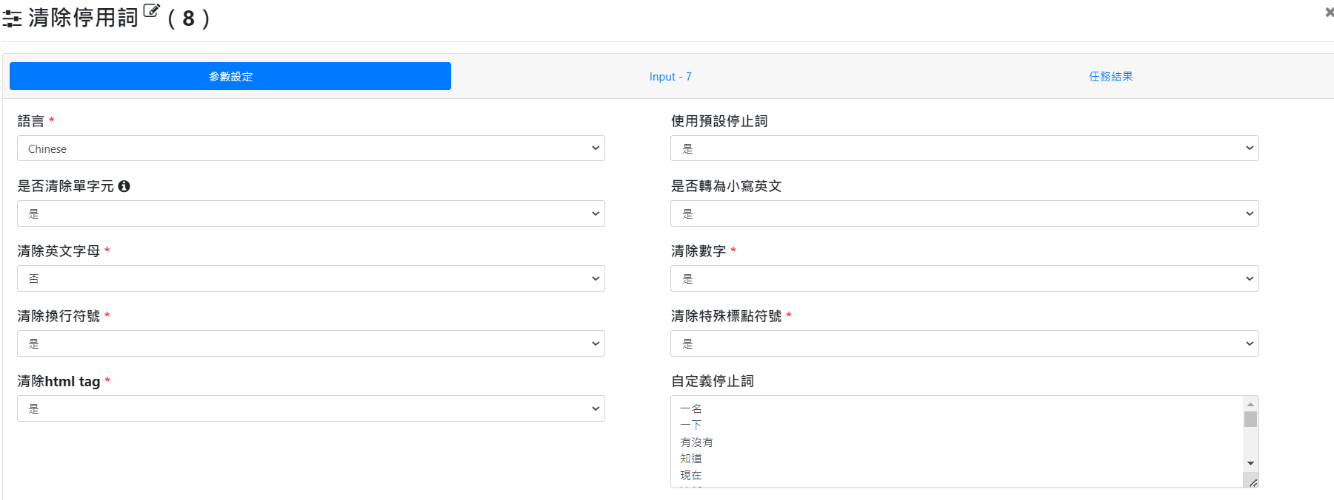 清除停用詞 ( 8 )
參數設定 Input - 7 任務結果
語言 * 使用預設停止詞
Chinese 是
是否清除單字元 是否轉為小寫英文
是 是
清除英文字母 * 清除數字 *
否 是
清除換行符號 * 清除特殊標點符號 *
是 是
清除html tag * 自定義停止詞
是 一名
一下
有沒有
知道
現在